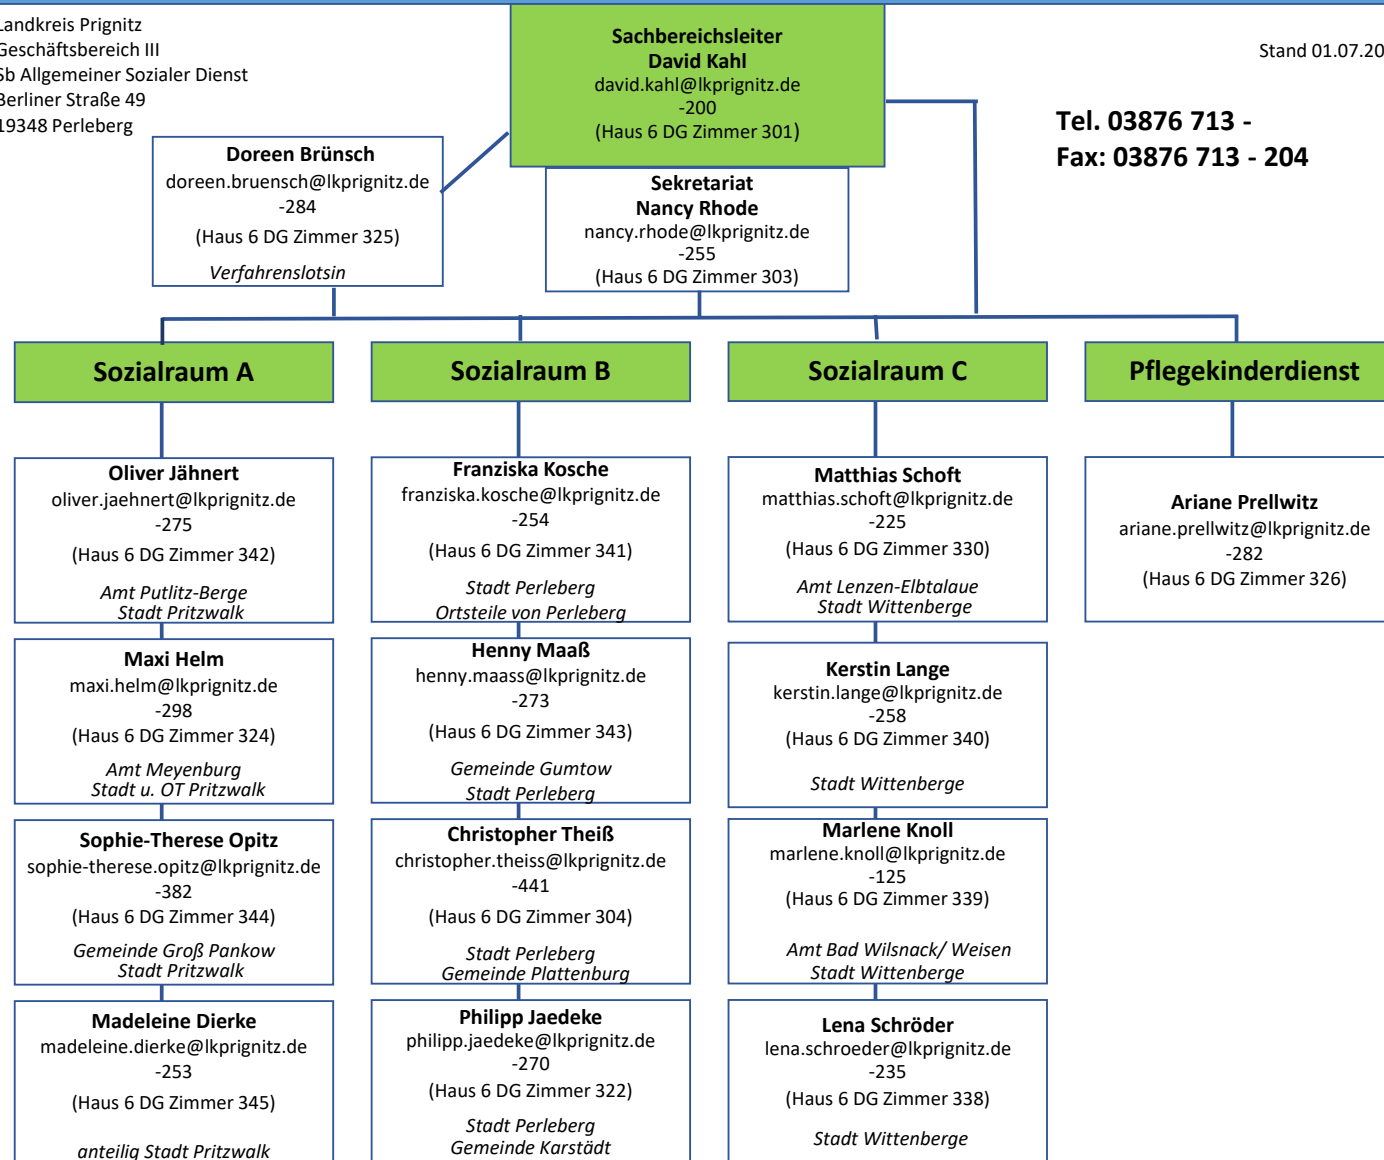 Landkreis Prignitz
Geschäftsbereich III
Sb Allgemeiner Sozialer Dienst
Berliner Straße 49
19348 Perleberg
Sachbereichsleiter
David Kahl
david.kahl@lkprignitz.de
-200
(Haus 6 DG Zimmer 301)
Stand 01.07.20
Tel. 03876 713 -
Fax: 03876 713 - 204
Doreen Brünsch
doreen.bruensch@lkprignitz.de
-284
(Haus 6 DG Zimmer 325)
Verfahrenslotsin
Sekretariat
Nancy Rhode
nancy.rhode@lkprignitz.de
-255
(Haus 6 DG Zimmer 303)
Sozialraum A
Oliver Jähnert
oliver.jaehnert@lkprignitz.de
-275
(Haus 6 DG Zimmer 342)
Amt Putlitz-Berge
Stadt Pritzwalk
Maxi Helm
maxi.helm@lkprignitz.de
-298
(Haus 6 DG Zimmer 324)
Amt Meyenburg
Stadt u. OT Pritzwalk
Sophie-Therese Opitz
sophie-therese.opitz@lkprignitz.de
-382
(Haus 6 DG Zimmer 344)
Gemeinde Groß Pankow
Stadt Pritzwalk
Madeleine Dierke
madeleine.dierke@lkprignitz.de
-253
(Haus 6 DG Zimmer 345)
anteilig Stadt Pritzwalk
Sozialraum B
Franziska Kosche
franziska.kosche@lkprignitz.de
-254
(Haus 6 DG Zimmer 341)
Stadt Perleberg
Ortsteile von Perleberg
Henny Maaß
henny.maass@lkprignitz.de
-273
(Haus 6 DG Zimmer 343)
Gemeinde Gumtow
Stadt Perleberg
Christopher Theiß
christopher.theiss@lkprignitz.de
-441
(Haus 6 DG Zimmer 304)
Stadt Perleberg
Gemeinde Plattenburg
Philipp Jaedeke
philipp.jaedeke@lkprignitz.de
-270
(Haus 6 DG Zimmer 322)
Stadt Perleberg
Gemeinde Karstädt
Sozialraum C
Matthias Schoft
matthias.schoft@lkprignitz.de
-225
(Haus 6 DG Zimmer 330)
Amt Lenzen-Elbtalaue
Stadt Wittenberge
Kerstin Lange
kerstin.lange@lkprignitz.de
-258
(Haus 6 DG Zimmer 340)
Stadt Wittenberge
Marlene Knoll
marlene.knoll@lkprignitz.de
-125
(Haus 6 DG Zimmer 339)
Amt Bad Wilsnack/ Weisen
Stadt Wittenberge
Lena Schröder
lena.schroeder@lkprignitz.de
-235
(Haus 6 DG Zimmer 338)
Stadt Wittenberge
Pflegekinderdienst
Ariane Prellwitz
ariane.prellwitz@lkprignitz.de
-282
(Haus 6 DG Zimmer 326)